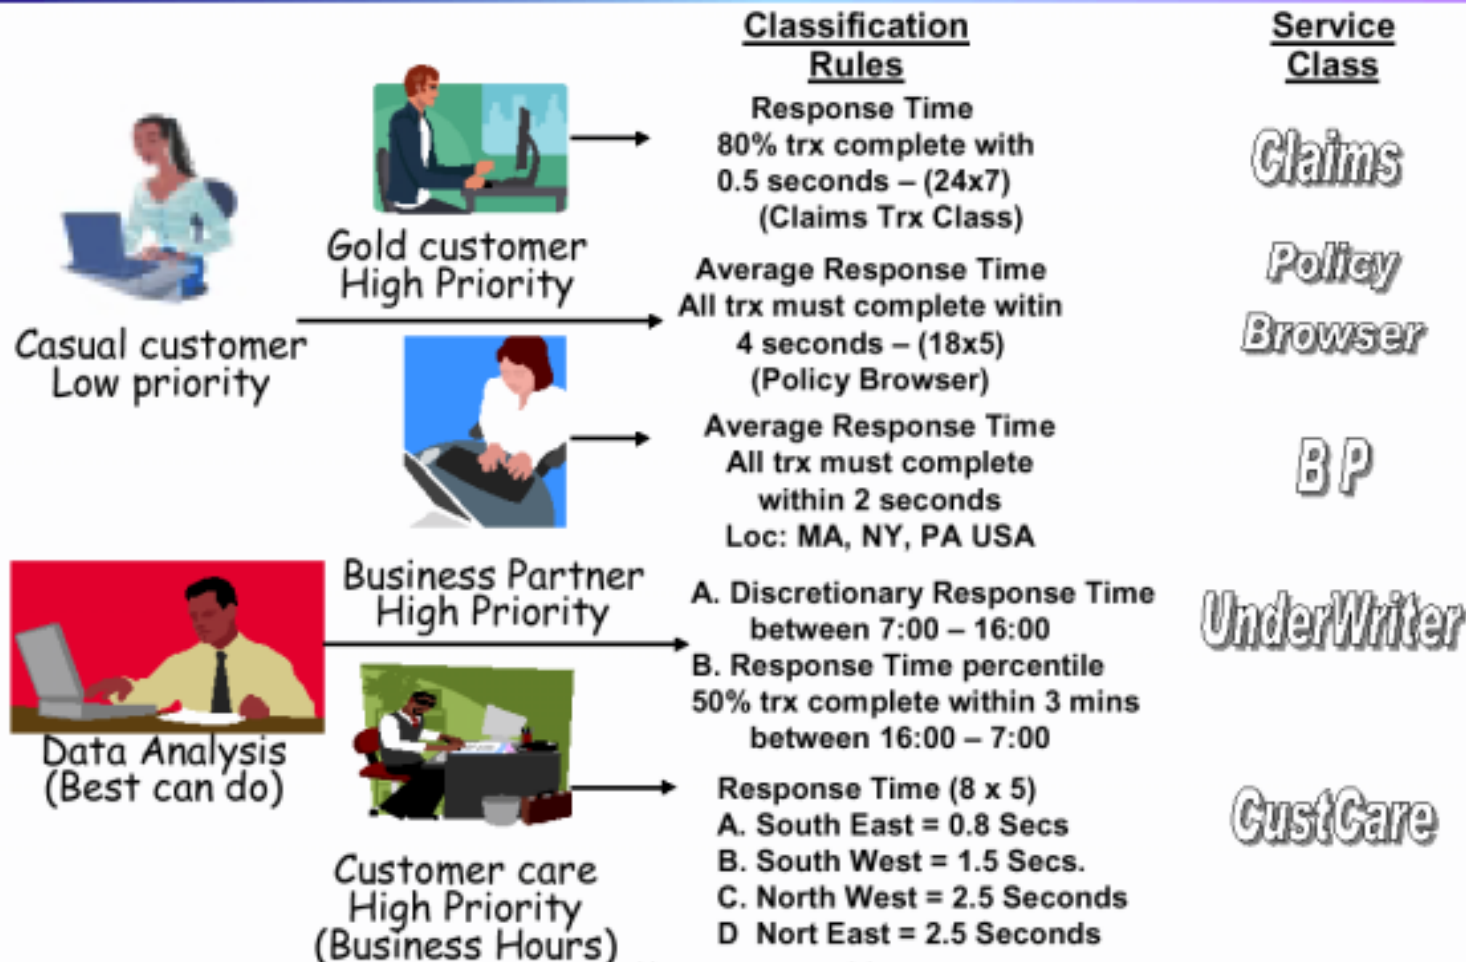 Classification
Rules
Service
Class
Gold customer
High Priority
Response Time
80% trx complete with
0.5 seconds – (24x7)
(Claims Trx Class)
Claims
Casual customer
Low priority
Average Response Time
All trx must complete witin
4 seconds – (18x5)
(Policy Browser)
Policy
Browser
Business Partner
High Priority
Average Response Time
All trx must complete
within 2 seconds
Loc: MA, NY, PA USA
B P
Data Analysis
(Best can do)
A. Discretionary Response Time
between 7:00 – 16:00
B. Response Time percentile
50% trx complete within 3 mins
between 16:00 – 7:00
UnderWriter
Customer care
High Priority
(Business Hours)
Response Time (8 x 5)
A. South East = 0.8 Secs
B. South West = 1.5 Secs.
C. North West = 2.5 Seconds
D Nort East = 2.5 Seconds
CustCare